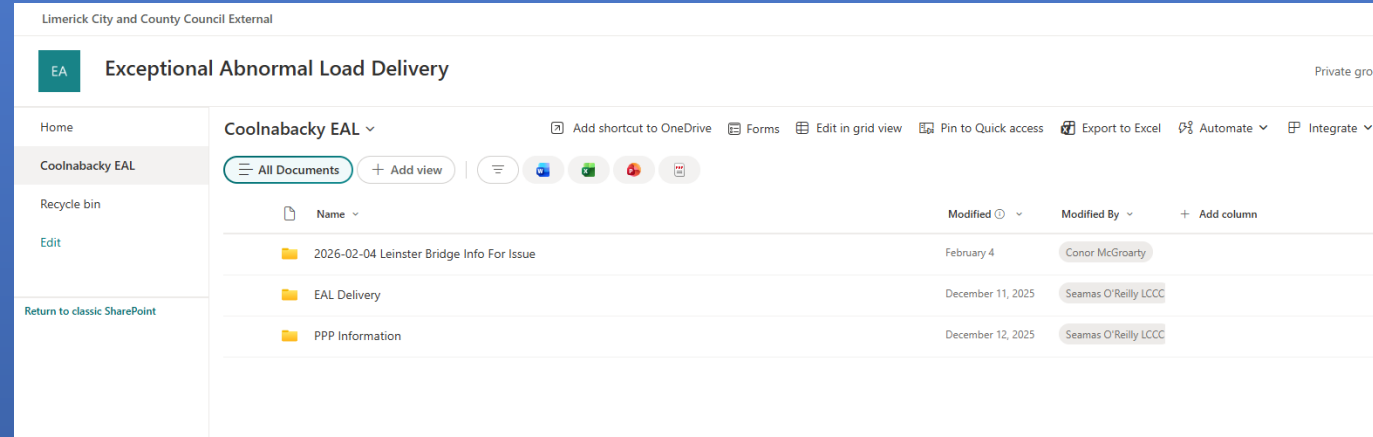 Limerick City and County Council External
EA
Exceptional Abnormal Load Delivery
Private gro
Home
Coolnabacky EAL
Recycle bin
Edit
Return to classic SharePoint
Coolnabacky EAL
Add shortcut to OneDrive Forms Edit in grid view Pin to Quick access Export to Excel Automate Integrate
All Documents + Add view
Name Modified Modified By + Add column
2026-02-04 Leinster Bridge Info For Issue February 4 Conor McGroarty
EAL Delivery December 11, 2025 Seamas O'Reilly LCCC
PPP Information December 12, 2025 Seamas O'Reilly LCCC